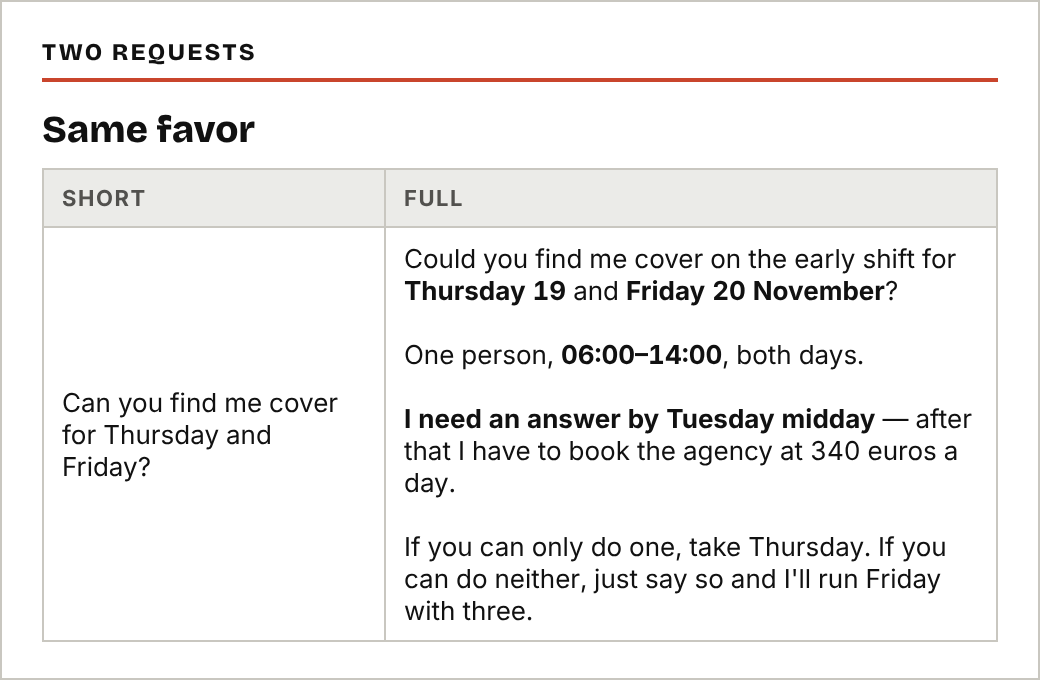 TWO REQUESTS
Same favor
SHORT
FULL
Can you find me cover
for Thursday and
Friday?
Could you find me cover on the early shift for
Thursday 19 and Friday 20 November?
One person, 06:00–14:00, both days.
I need an answer by Tuesday midday — after
that I have to book the agency at 340 euros a
day.
If you can only do one, take Thursday. If you
can do neither, just say so and I'll run Friday
with three.